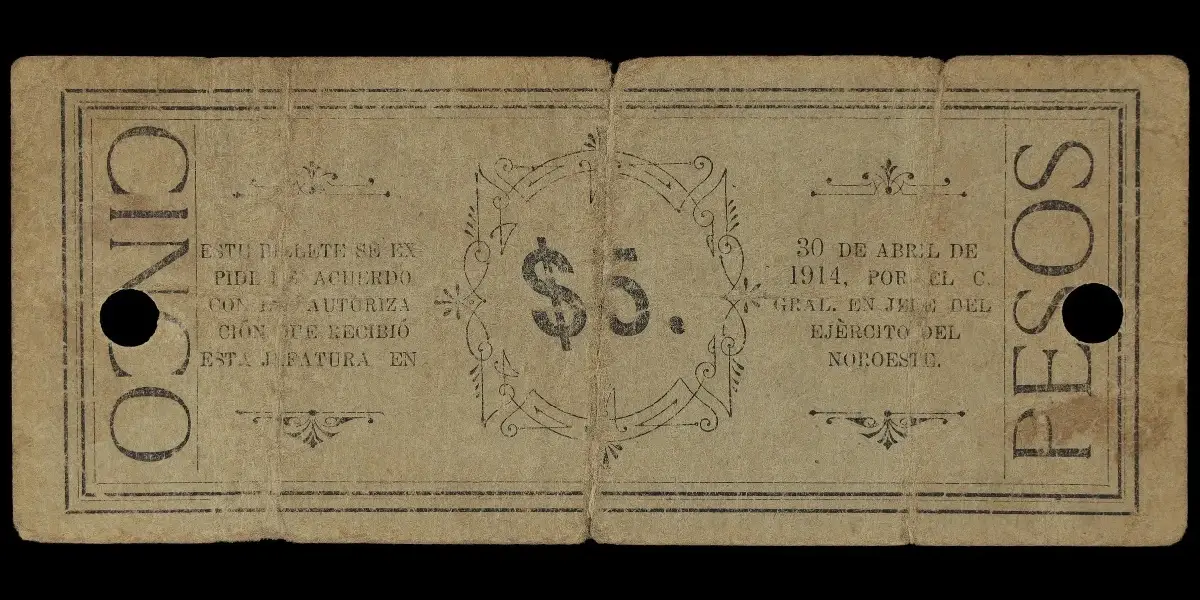 CINCO
ESTE BILLETE SE EX-
PIDE DE ACUERDO
CON LA AUTORIZA
CIÓN QUE RECIBIÓ
ESTA JEFATURA EN
$5.
30 DE ABRIL DE
1914, POR EL C.
GRAL. EN JEFE DEL
EJÈRCITO DEL
NOROESTE.
PESOS